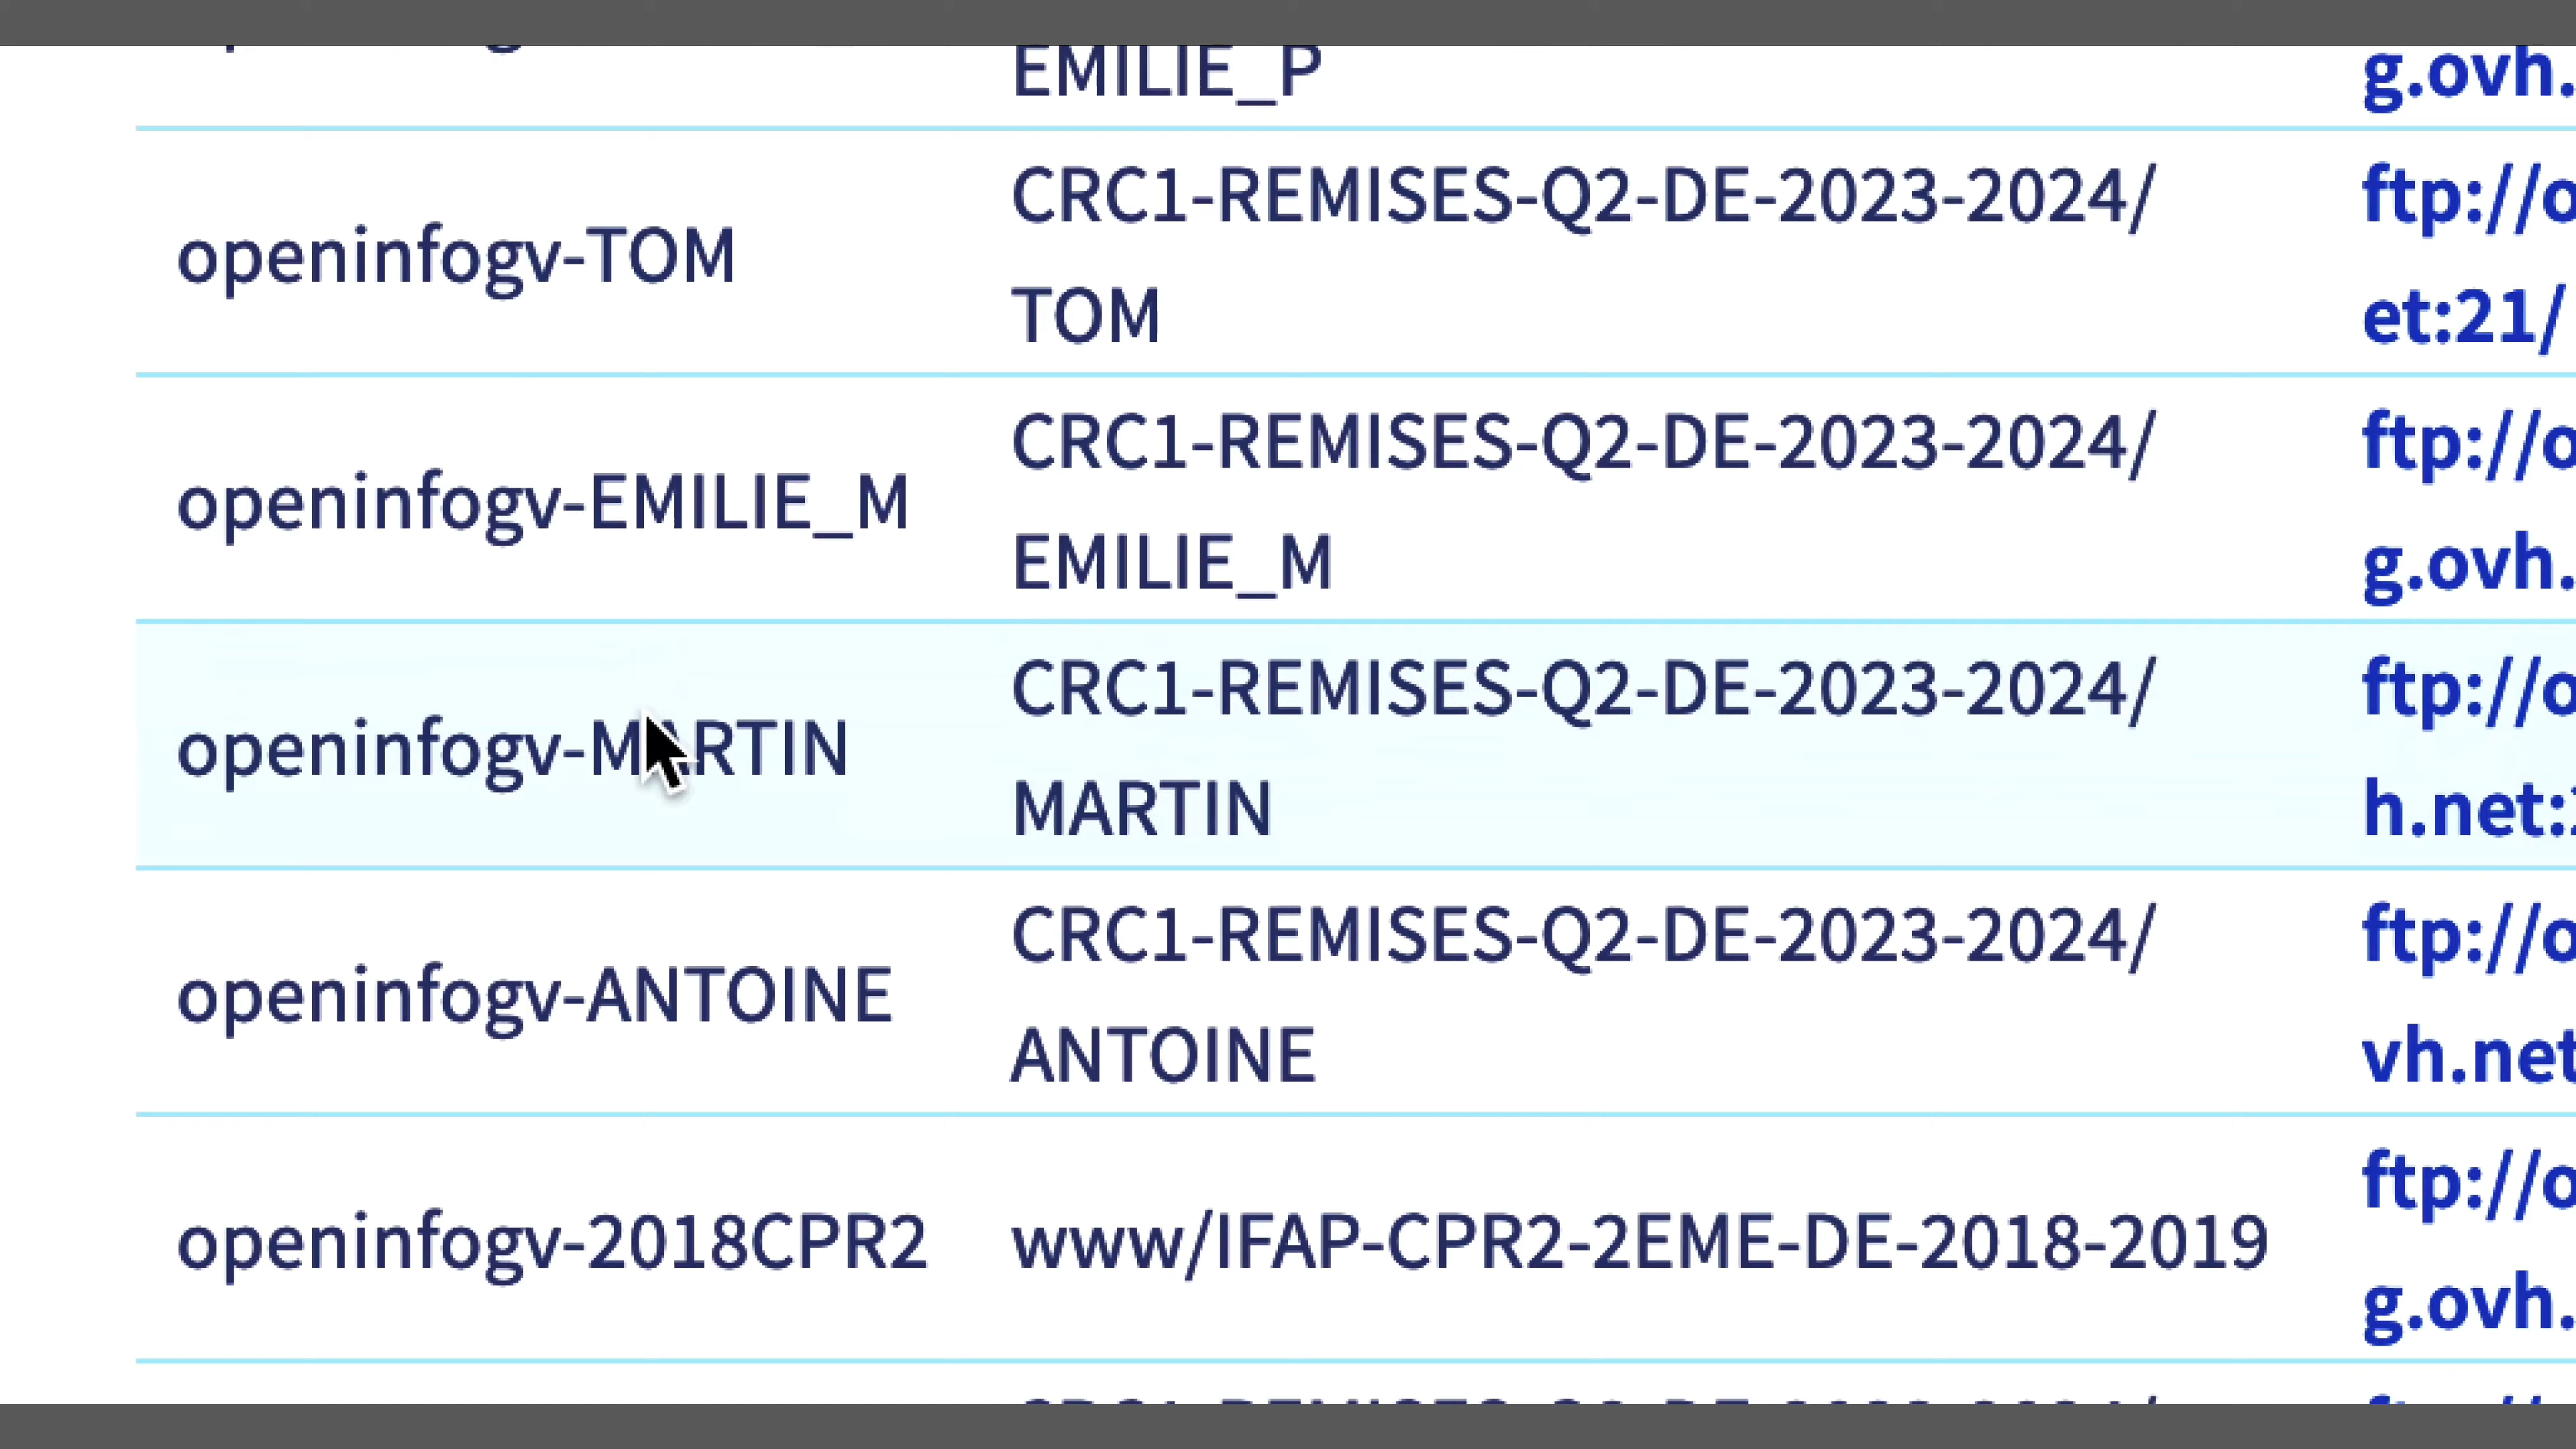 EMILIE_P
g.ovh.
openinfogv-TOM
CRC1-REMISES-Q2-DE-2023-2024/
TOM
ftp://o
et:21/
openinfogv-EMILIE_M
CRC1-REMISES-Q2-DE-2023-2024/
EMILIE_M
ftp://o
g.ovh.
openinfogv-MARTIN
CRC1-REMISES-Q2-DE-2023-2024/
MARTIN
ftp://o
h.net:
openinfogv-ANTOINE
CRC1-REMISES-Q2-DE-2023-2024/
ANTOINE
ftp://o
vh.net
openinfogv-2018CPR2
www/IFAP-CPR2-2EME-DE-2018-2019
ftp://o
g.ovh.